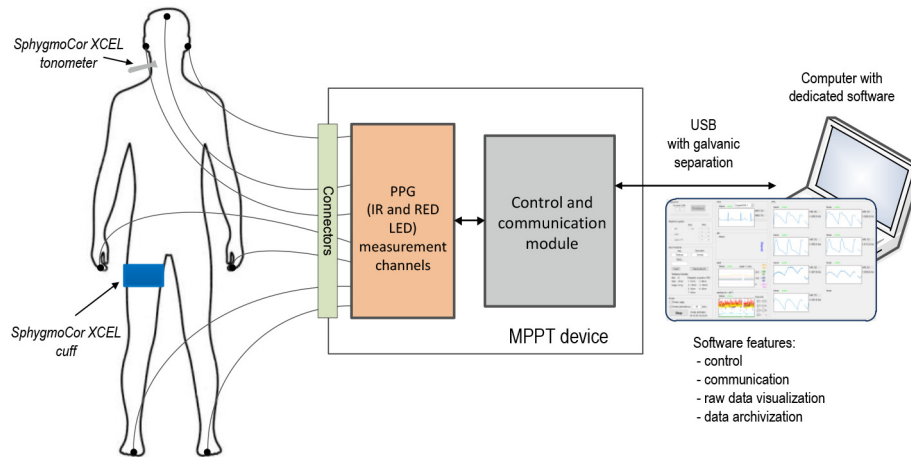 SphygmoCor XCEL
tonometer
SphygmoCor XCEL
cuff
Connectors
PPG
(IR and RED
LED)
measurement
channels
Control and
communication
module
MPPT device
USB
with galvanic
separation
Computer with
dedicated software
Software features:
- control
- communication
- raw data visualization
- data archivization